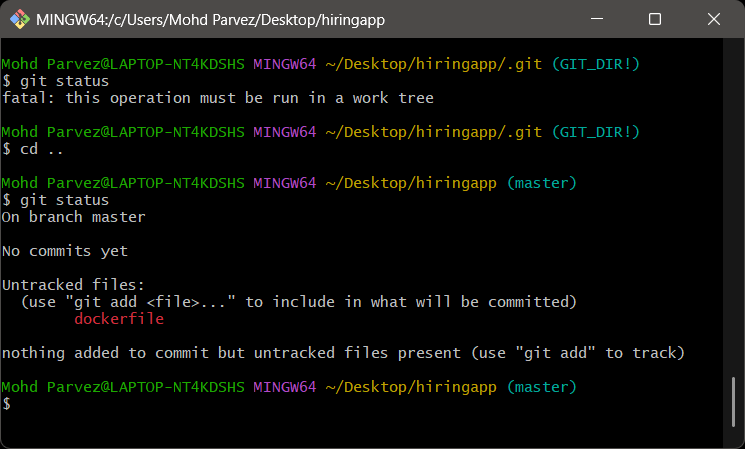 MINGW64:/c/Users/Mohd Parvez/Desktop/hiringapp
Mohd Parvez@LAPTOP-NT4KDSHS MINGW64 ~/Desktop/hiringapp/.git (GIT_DIR!)
$ git status
fatal: this operation must be run in a work tree
Mohd Parvez@LAPTOP-NT4KDSHS MINGW64 ~/Desktop/hiringapp/.git (GIT_DIR!)
$ cd ..
Mohd Parvez@LAPTOP-NT4KDSHS MINGW64 ~/Desktop/hiringapp (master)
$ git status
On branch master
No commits yet
Untracked files:
  (use "git add <file>..." to include in what will be committed)
        dockerfile
nothing added to commit but untracked files present (use "git add" to track)
Mohd Parvez@LAPTOP-NT4KDSHS MINGW64 ~/Desktop/hiringapp (master)
$